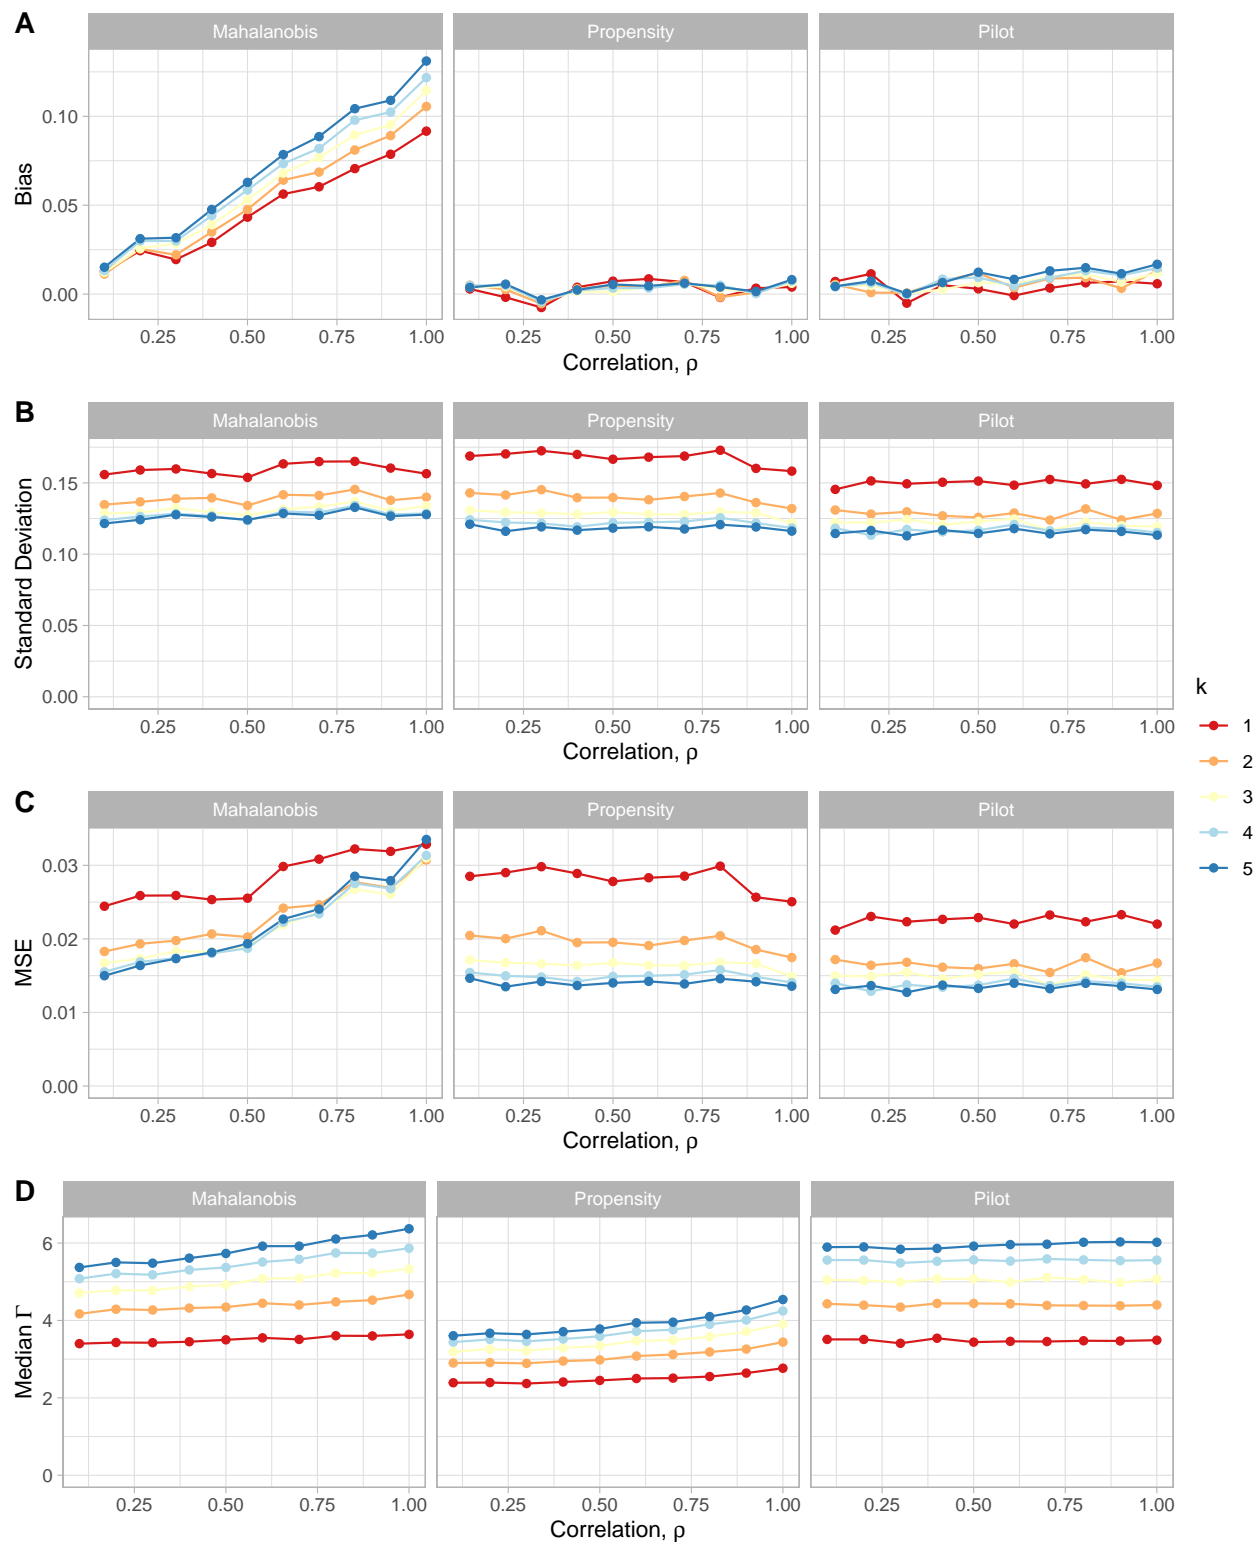 A
Mahalanobis Propensity Pilot
Bias
0.10
0.05
0.00
0.25 0.50 0.75 1.00 0.25 0.50 0.75 1.00 0.25 0.50 0.75 1.00
Correlation, ρ
B
Mahalanobis Propensity Pilot
Standard Deviation
0.15
0.10
0.05
0.00
0.25 0.50 0.75 1.00 0.25 0.50 0.75 1.00 0.25 0.50 0.75 1.00
Correlation, ρ
k
1
2
3
4
5
C
Mahalanobis Propensity Pilot
MSE
0.03
0.02
0.01
0.00
0.25 0.50 0.75 1.00 0.25 0.50 0.75 1.00 0.25 0.50 0.75 1.00
Correlation, ρ
D
Mahalanobis Propensity Pilot
Median Γ
6
4
2
0
0.25 0.50 0.75 1.00 0.25 0.50 0.75 1.00 0.25 0.50 0.75 1.00
Correlation, ρ